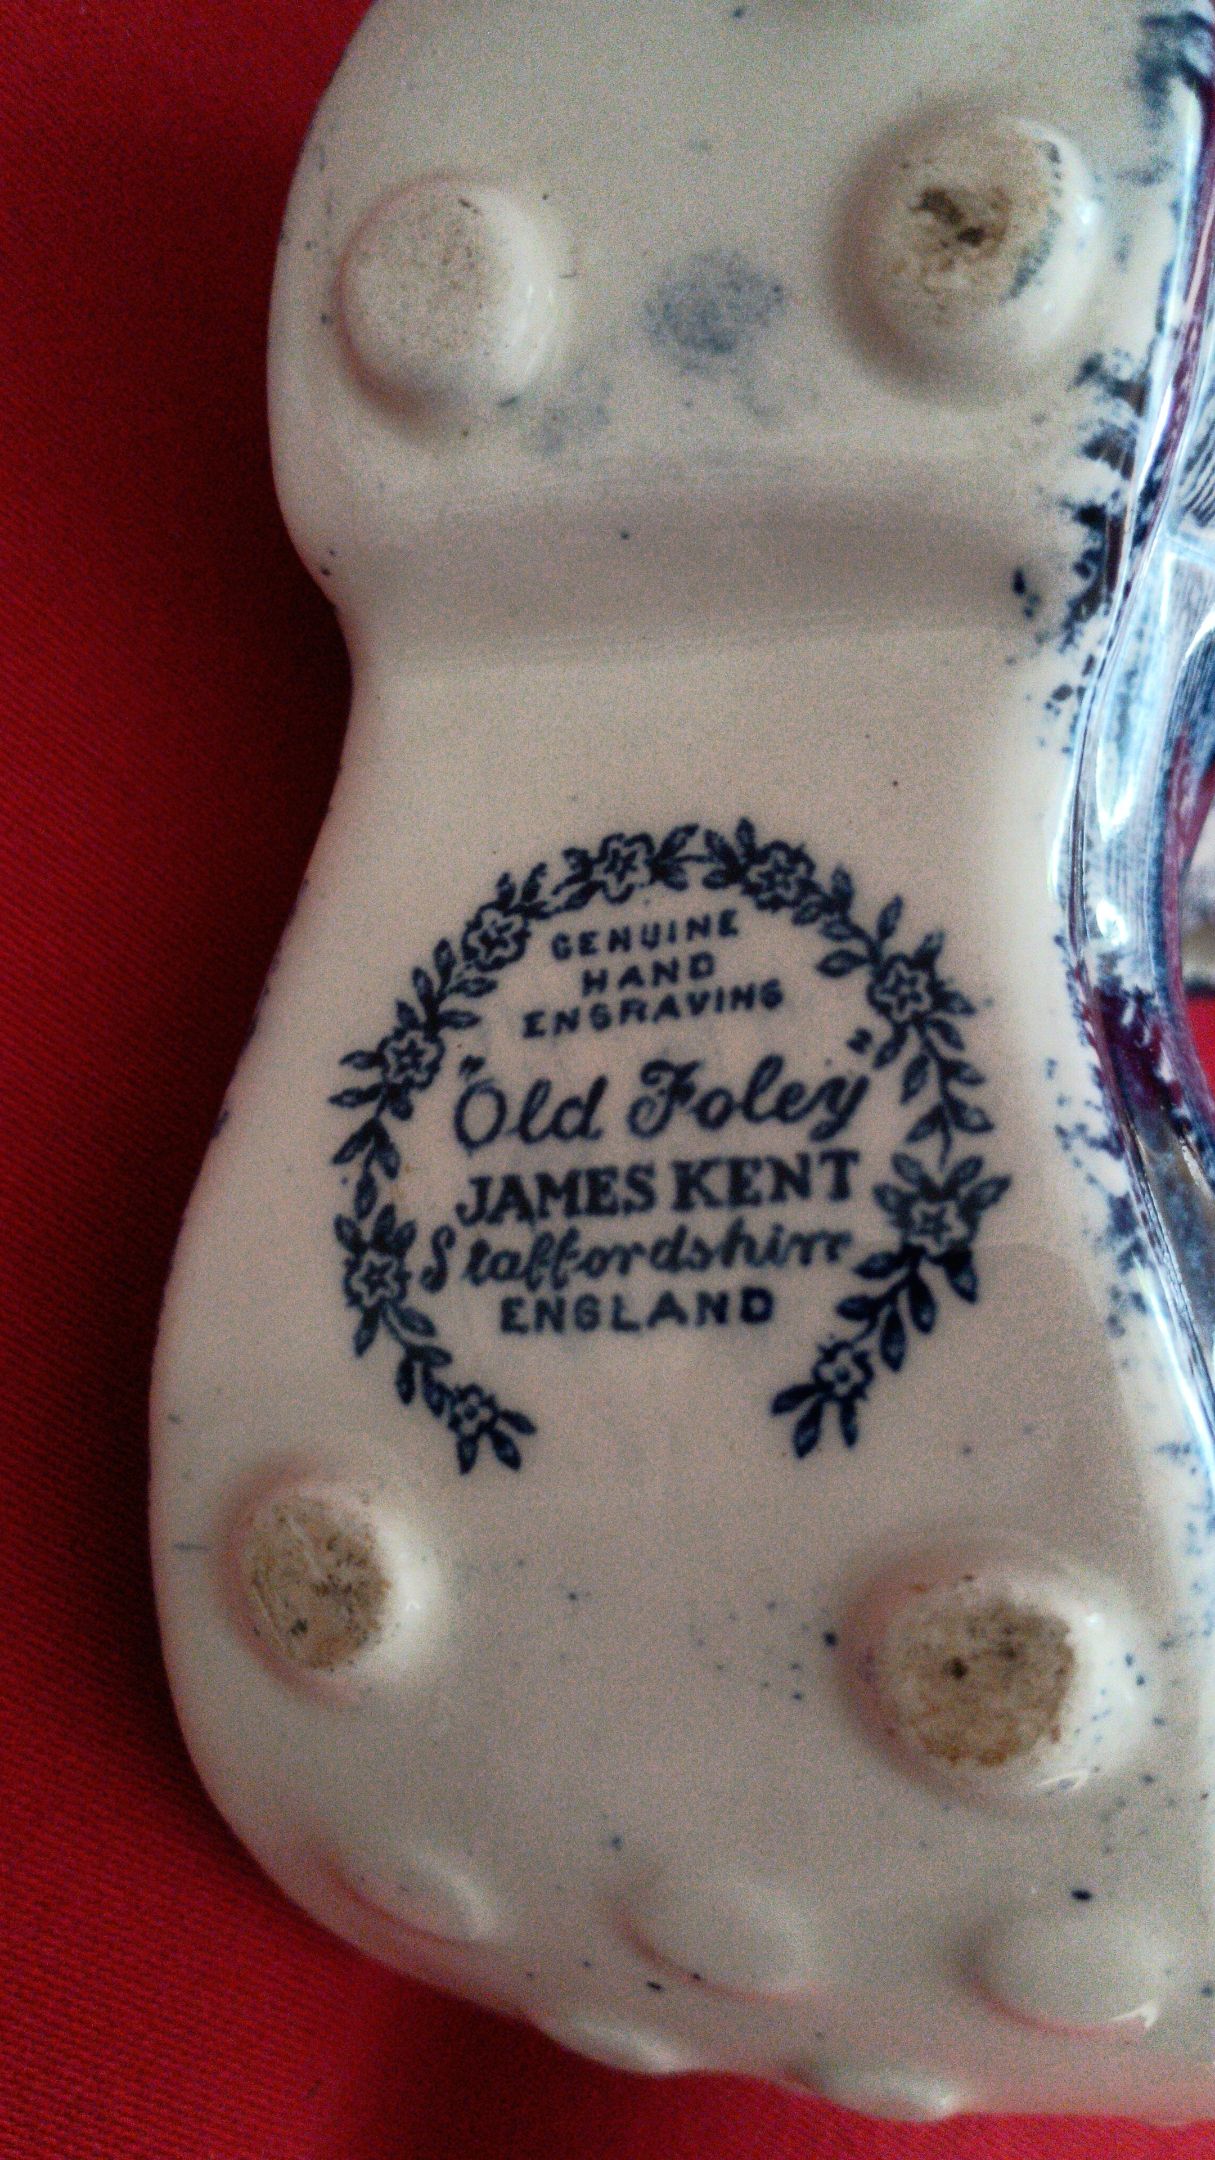 GENUINE
HAND
ENGRAVING
"Old Foley"
JAMES KENT
Staffordshire
ENGLAND